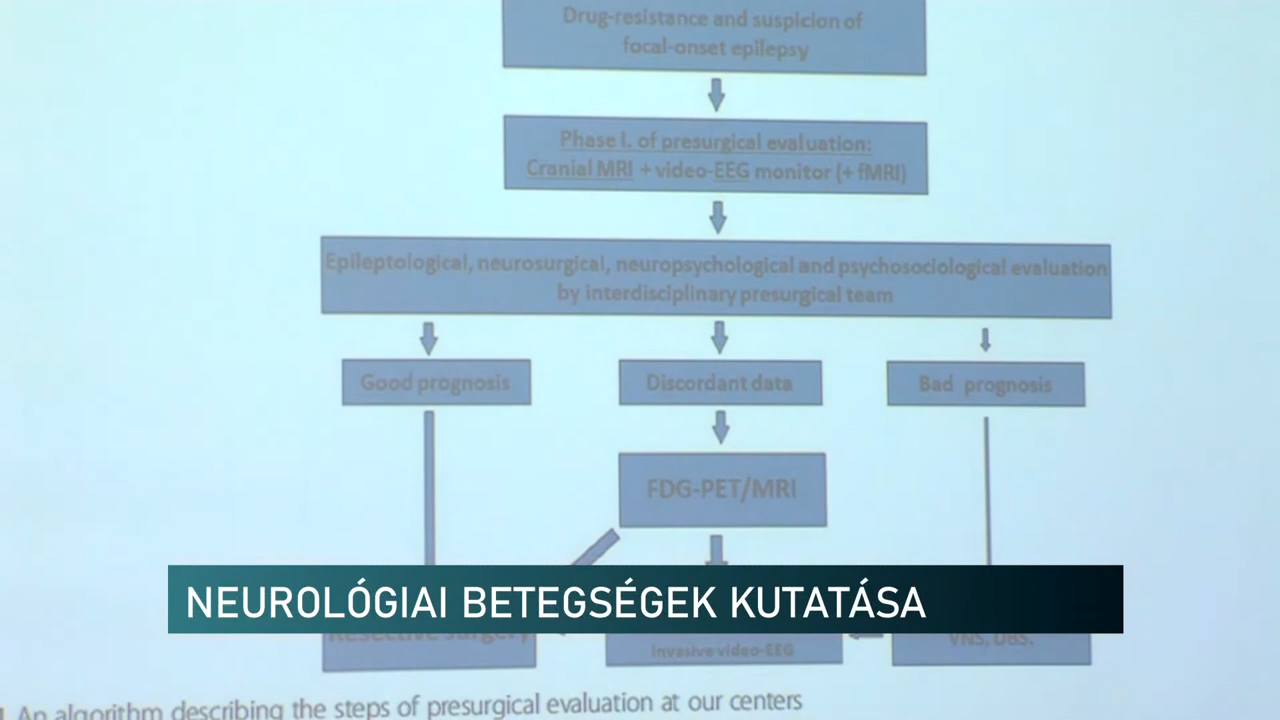 Drug-resistance and suspicion of
focal-onset epilepsy
Phase I. of presurgical evaluation:
Cranial MRI + video-EEG monitor (+ fMRI)
Epileptological, neurosurgical, neuropsychological and psychosociological evaluation
by interdisciplinary presurgical team
Good prognosis
Discordant data
Bad prognosis
FDG-PET/MRI
NEUROLÓGIAI BETEGSÉGEK KUTATÁSA
Resective surgery
Invasive video-EEG
VNS, DBS.
An algorithm describing the steps of presurgical evaluation at our centers